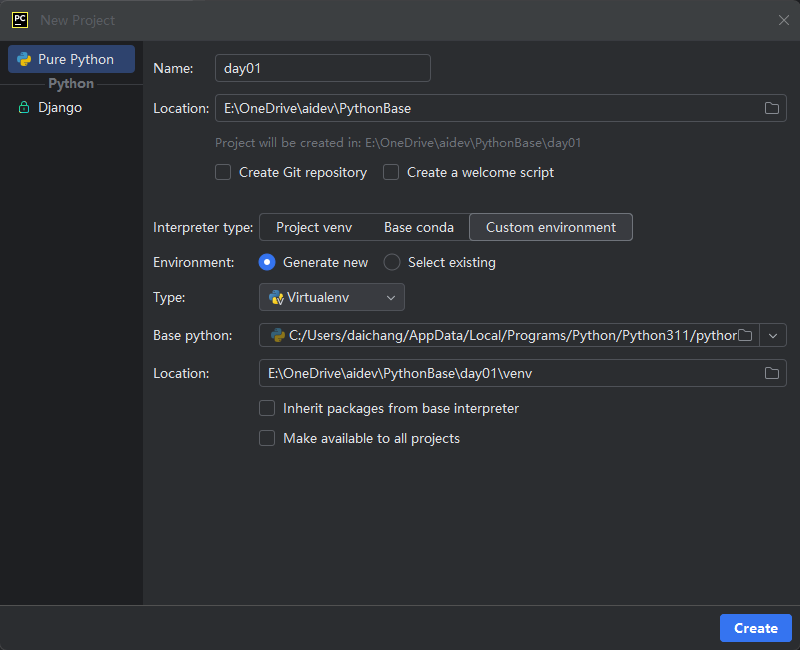 PC New Project
Pure Python
Python
Django
Name: day01
Location: E:\OneDrive\aidev\PythonBase
Project will be created in: E:\OneDrive\aidev\PythonBase\day01
Create Git repository Create a welcome script
Interpreter type: Project venv Base conda Custom environment
Environment: Generate new Select existing
Type: Virtualenv
Base python: C:/Users/daichang/AppData/Local/Programs/Python/Python311/python
Location: E:\OneDrive\aidev\PythonBase\day01\venv
Inherit packages from base interpreter
Make available to all projects
Create